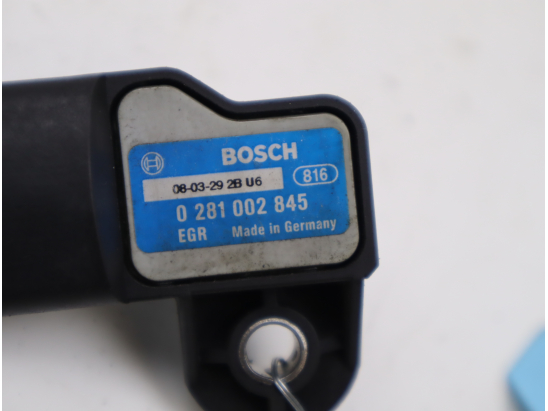 BOSCH
08-03-29 2B U6
816
0 281 002 845
EGR Made in Germany